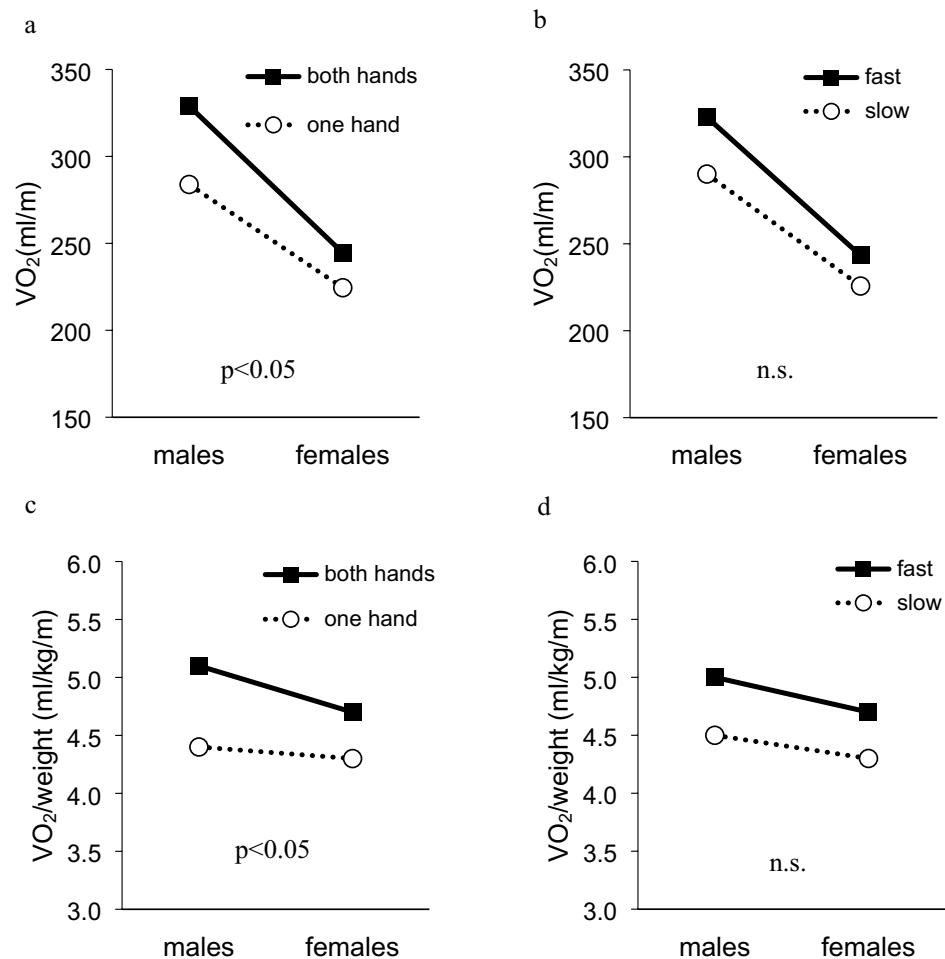 a
both hands
one hand
350
300
250
200
150
VO₂(ml/m)
p<0.05
males females
b
fast
slow
350
300
250
200
150
VO₂(ml/m)
n.s.
males females
c
both hands
one hand
6.0
5.5
5.0
4.5
4.0
3.5
3.0
VO₂/weight (ml/kg/m)
p<0.05
males females
d
fast
slow
6.0
5.5
5.0
4.5
4.0
3.5
3.0
VO₂/weight (ml/kg/m)
n.s.
males females